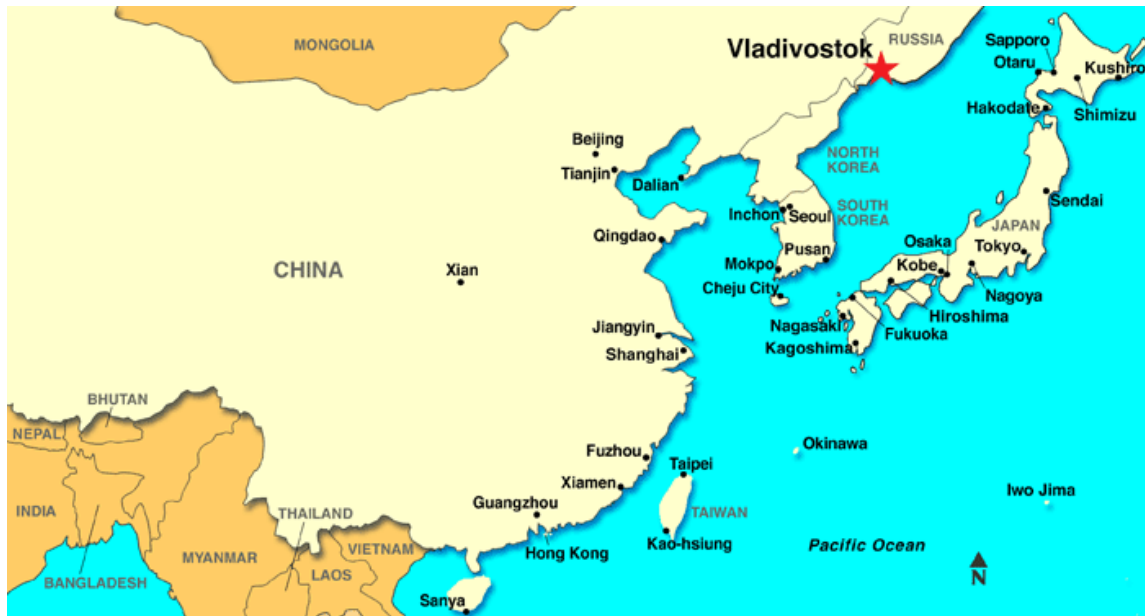 MONGOLIA
Vladivostok
RUSSIA
Sapporo
Otaru
Kushiro
Hakodate
Shimizu
Beijing
Tianjin
Dalian
NORTH
KOREA
Inchon
Seoul
SOUTH
KOREA
Sendai
Qingdao
JAPAN
Pusan
Osaka
Tokyo
CHINA
Xian
Mokpo
Kobe
Cheju City
Nagoya
Hiroshima
Jiangyin
Nagasaki
Fukuoka
Shanghai
Kagoshima
BHUTAN
NEPAL
Fuzhou
Okinawa
Taipei
Xiamen
Iwo Jima
Guangzhou
INDIA
THAILAND
TAIWAN
VIETNAM
Hong Kong
Kao-hsiung
Pacific Ocean
MYANMAR
LAOS
BANGLADESH
N
Sanya